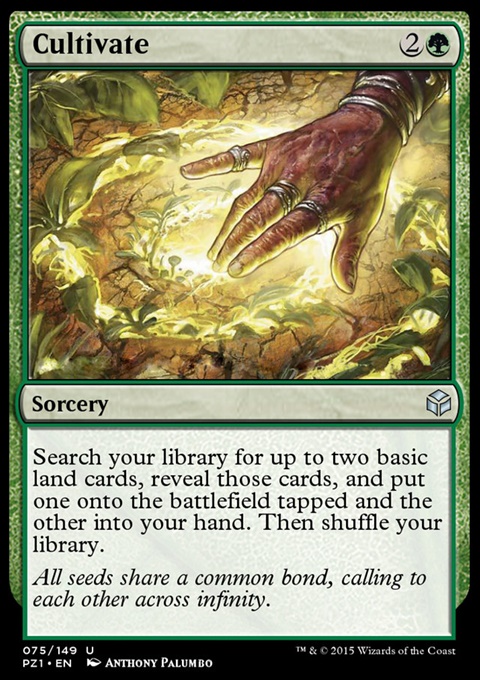 Cultivate 2
Sorcery
Search your library for up to two basic
land cards, reveal those cards, and put
one onto the battlefield tapped and the
other into your hand. Then shuffle your
library.
All seeds share a common bond, calling to
each other across infinity.
075/149 U
PZ1 • EN Anthony Palumbo
™ & © 2015 Wizards of the Coast